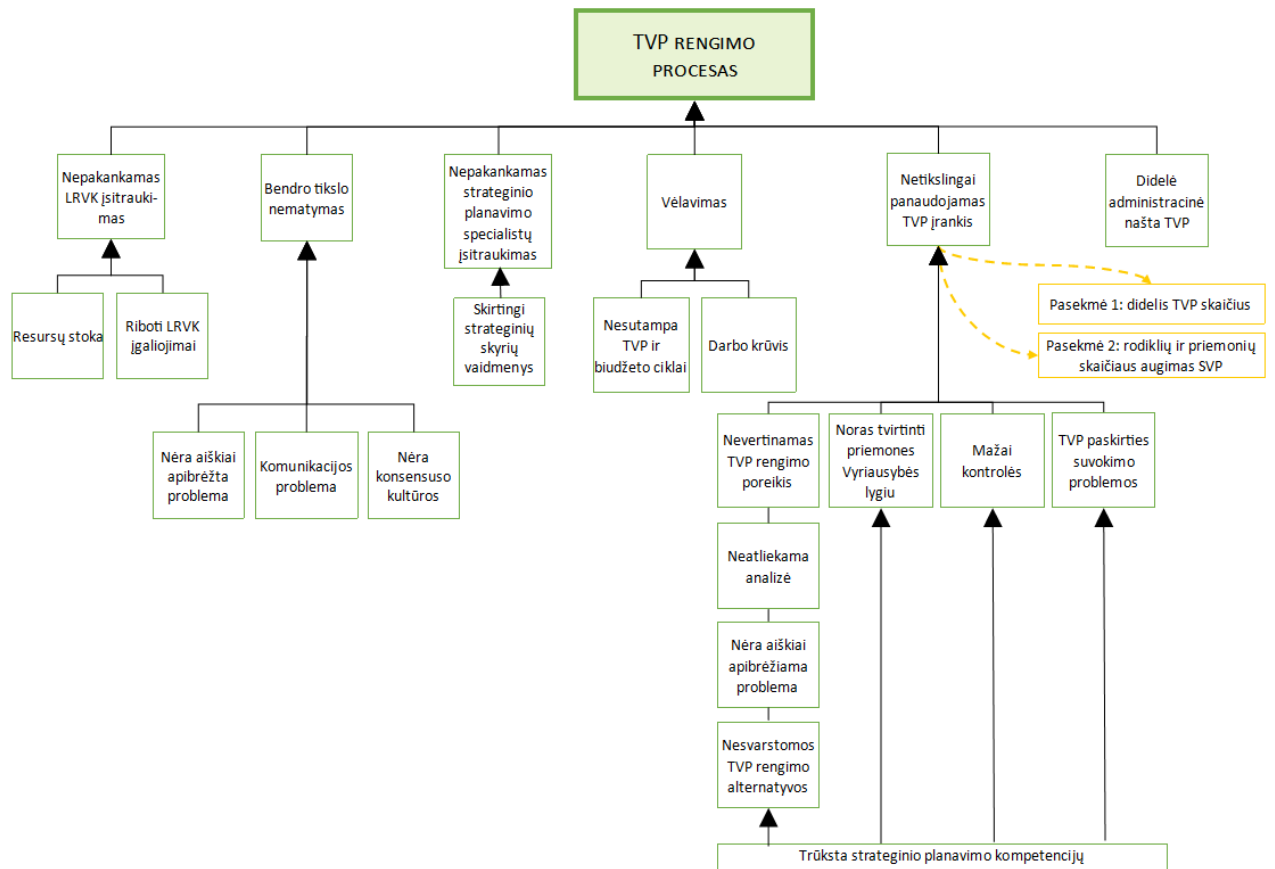 TVP RENGIMO
PROCESAS
Nepakankamas
LRVK įsitrauki-
mas
Bendro tikslo
nematymas
Nepakankamas
strateginio
planavimo
specialistų
įsitraukimas
Vėlavimas
Netikslingai
panaudojamas
TVP įrankis
Didelė
administracinė
našta TVP
Resursų stoka
Riboti LRVK
įgaliojimai
Skirtingi
strateginių
skyrių
vaidmenys
Nesutampa
TVP ir
biudžeto ciklai
Darbo krūvis
Pasekmė 1: didelis TVP skaičius
Pasekmė 2: rodiklių ir priemonių
skaičiaus augimas SVP
Nėra aiškiai
apibrėžta
problema
Komunikacijos
problema
Nėra
konsensuso
kultūros
Nevertinamas
TVP rengimo
poreikis
Noras tvirtinti
priemones
Vyriausybės
lygiu
Mažai
kontrolės
TVP paskirties
suvokimo
problemos
Neatliekama
analizė
Nėra aiškiai
apibrėžiama
problema
Nesvarstomos
TVP rengimo
alternatyvos
Trūksta strateginio planavimo kompetencijų